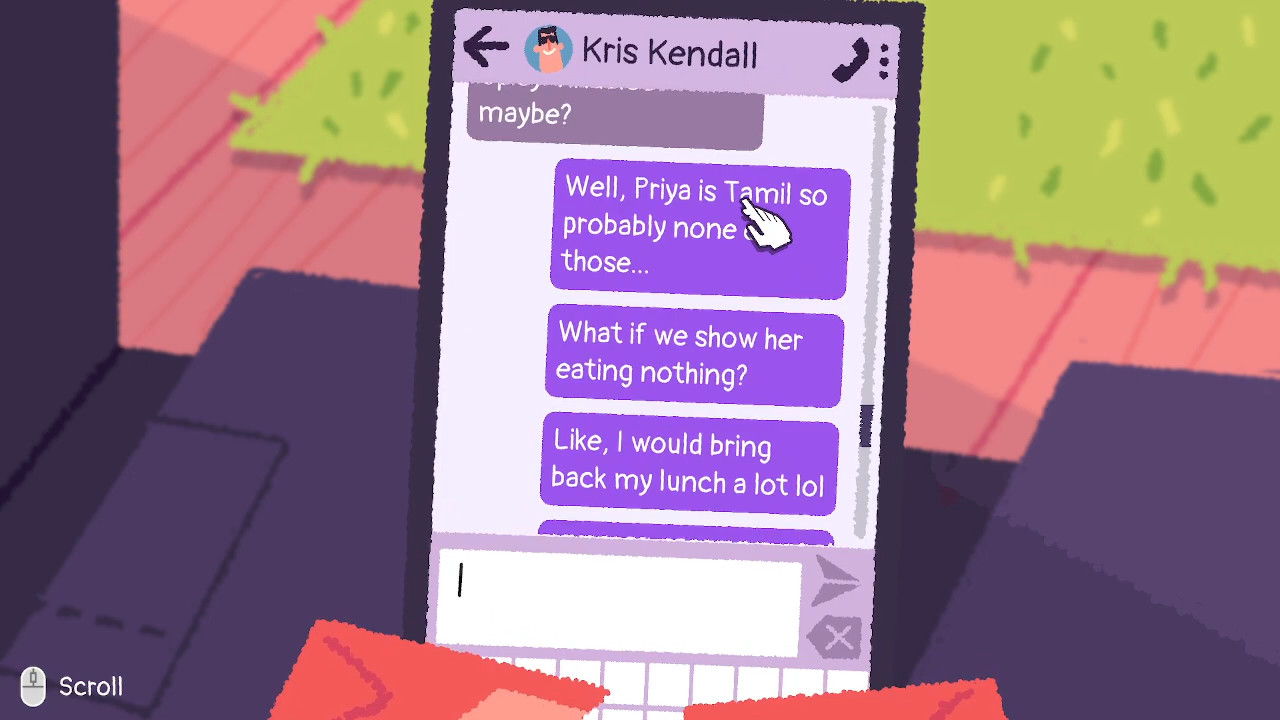 Kris Kendall
maybe?
Well, Priya is Tamil so
probably none
those...
What if we show her
eating nothing?
Like, I would bring
back my lunch a lot lol
Scroll